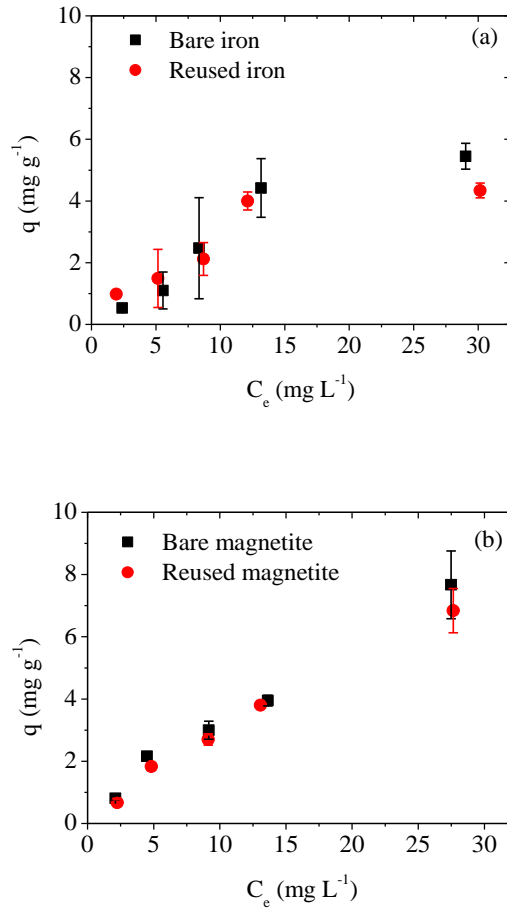 (a)
Bare iron
Reused iron
10
8
6
4
2
0
q (mg g⁻¹)
0 5 10 15 20 25 30
Cₑ (mg L⁻¹)
(b)
Bare magnetite
Reused magnetite
10
8
6
4
2
0
q (mg g⁻¹)
0 5 10 15 20 25 30
Cₑ (mg L⁻¹)